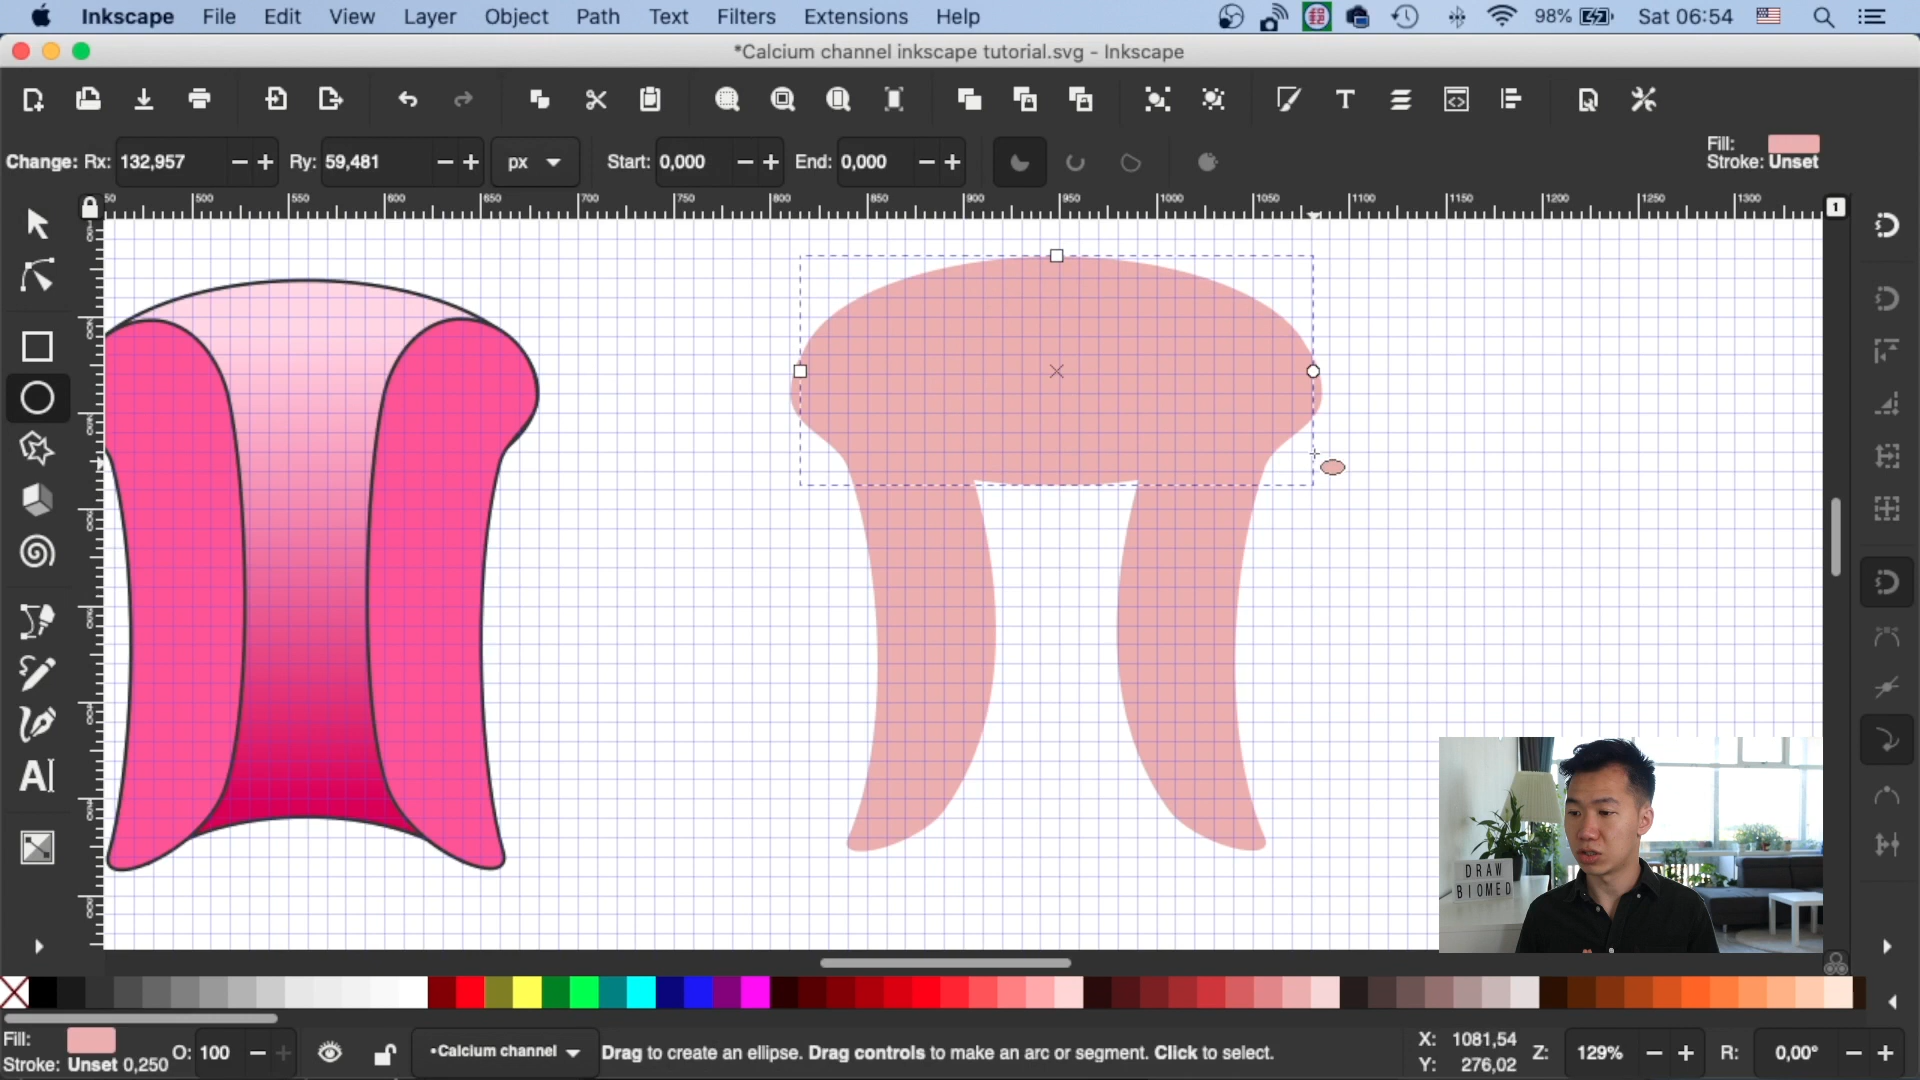 Inkscape File Edit View Layer Object Path Text Filters Extensions Help 98% Sat 06:54
*Calcium channel inkscape tutorial.svg - Inkscape
Change: Rx: 132,957 Ry: 59,481 px Start: 0,000 End: 0,000
Fill:
Stroke: Unset
50 500 550 600 650 700 750 800 850 900 950 1000 1050 1100 1150 1200 1250 1300
1
DRAW
BIOMED
Fill:
Stroke: Unset 0,250
O: 100
•Calcium channel
Drag to create an ellipse. Drag controls to make an arc or segment. Click to select.
X: 1081,54
Y: 276,02
Z: 129%
R: 0,00°